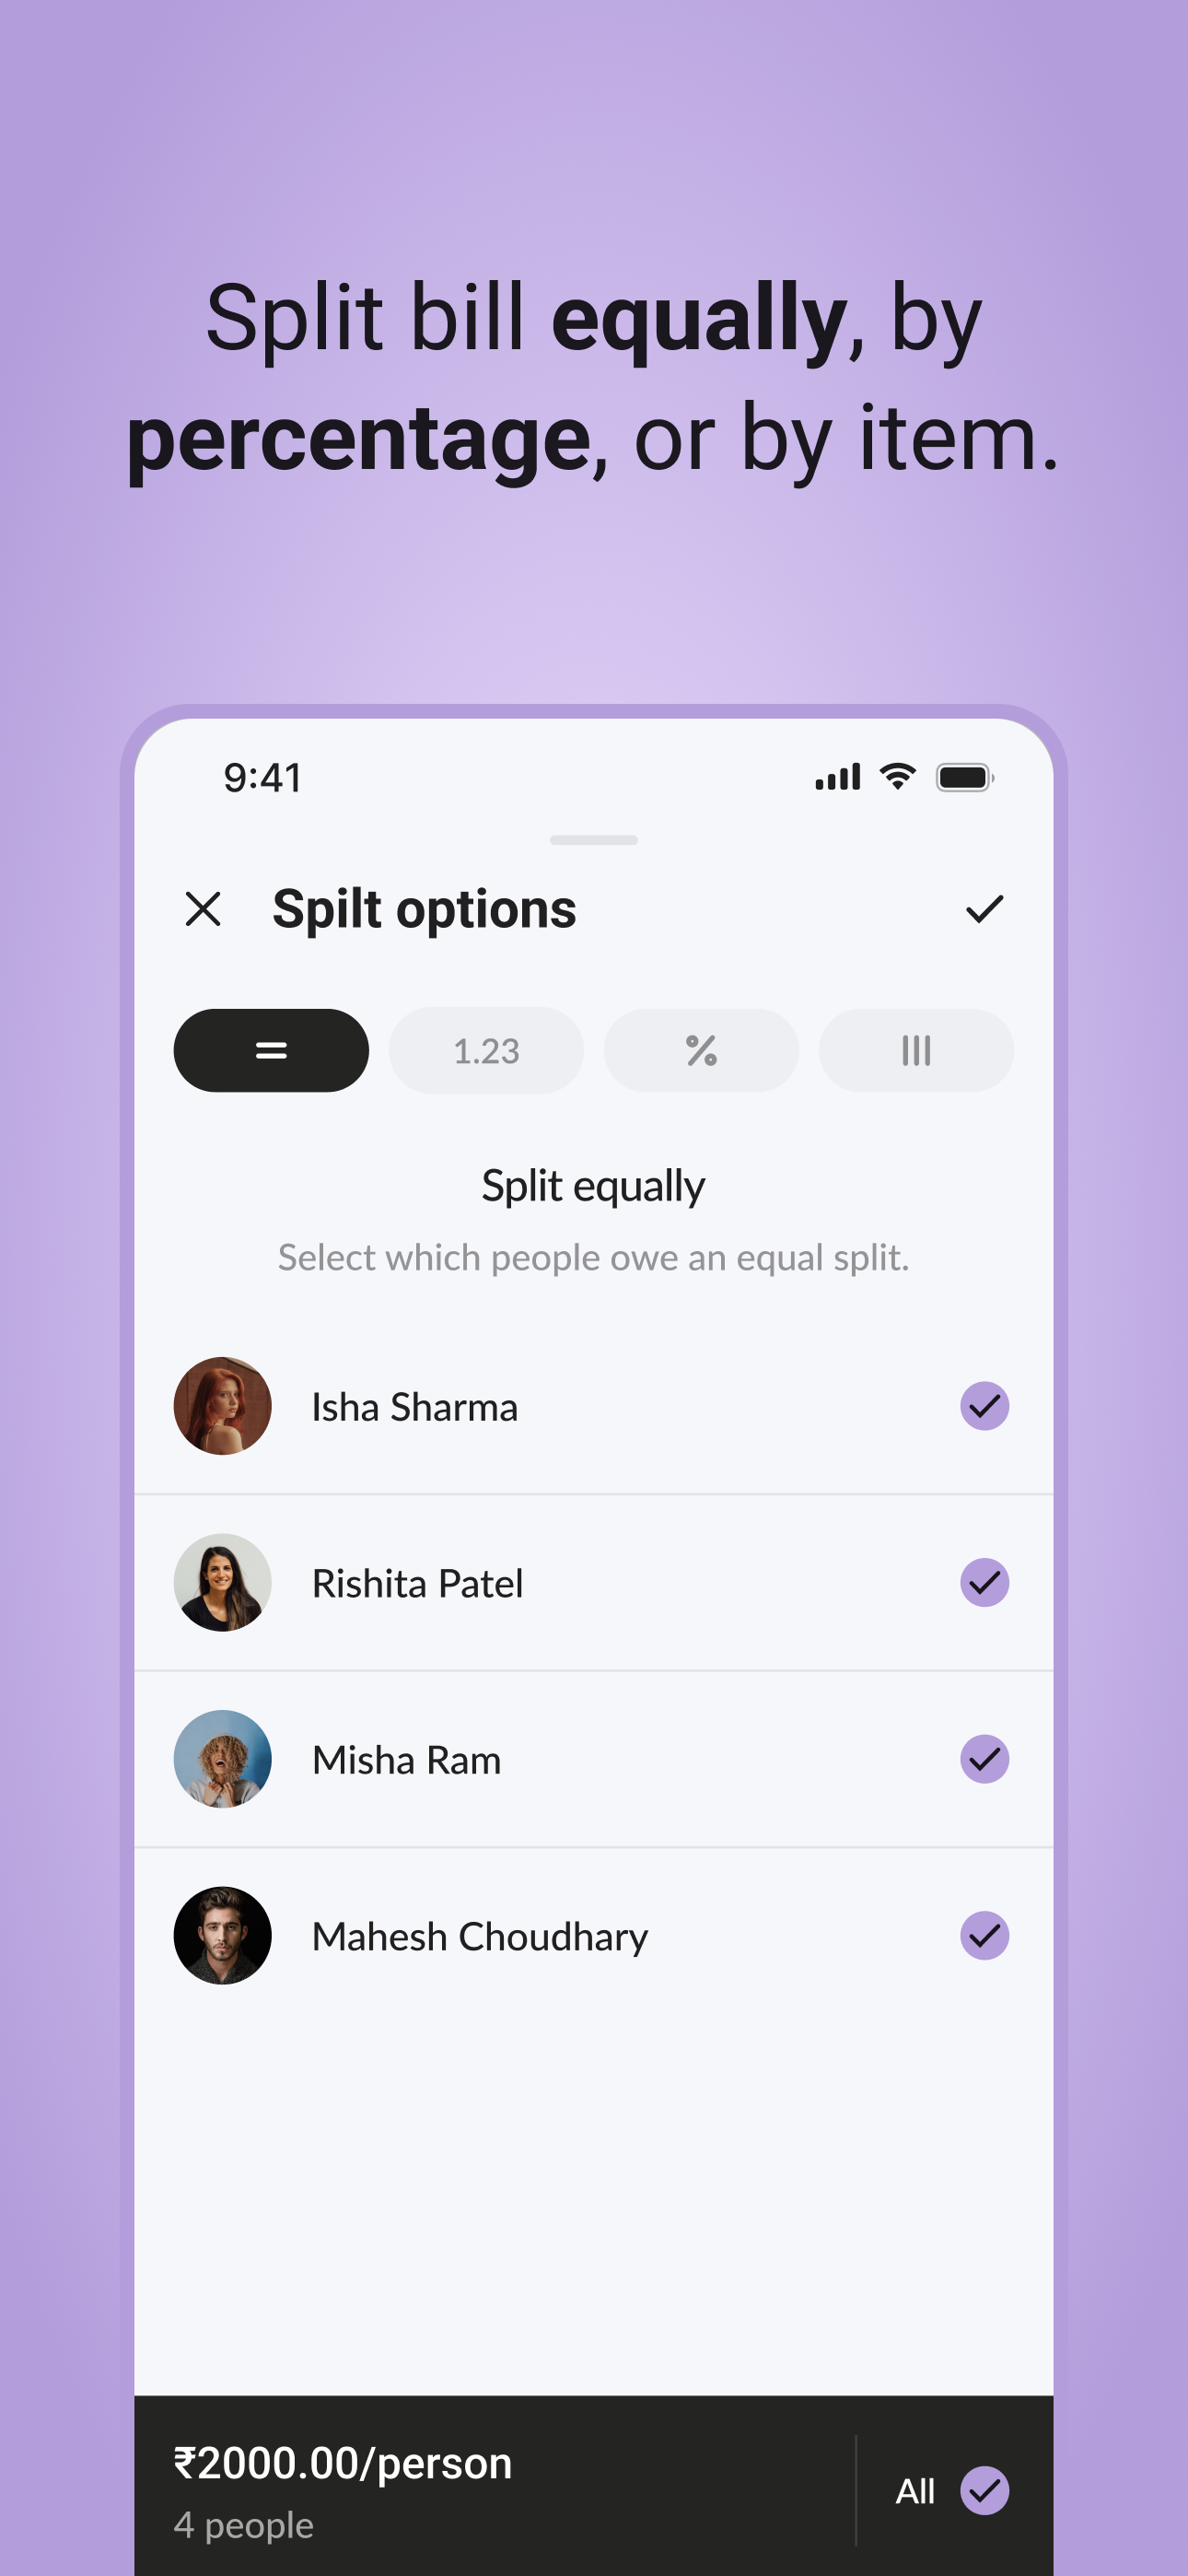 Split bill equally, by
percentage, or by item.
9:41
Spilt options
1.23
%
Split equally
Select which people owe an equal split.
Isha Sharma
Rishita Patel
Misha Ram
Mahesh Choudhary
₹2000.00/person
All
4 people